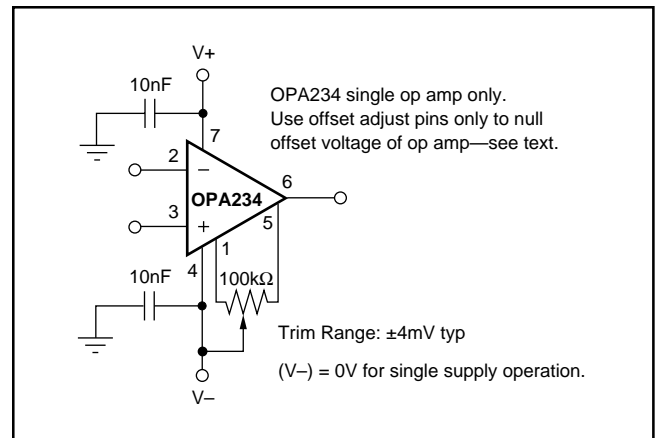 V+
10nF
OPA234 single op amp only.
Use offset adjust pins only to null
offset voltage of op amp—see text.
7
2
–
6
OPA234
3
+
5
1
4
10nF
100kΩ
Trim Range: ±4mV typ
(V–) = 0V for single supply operation.
V–